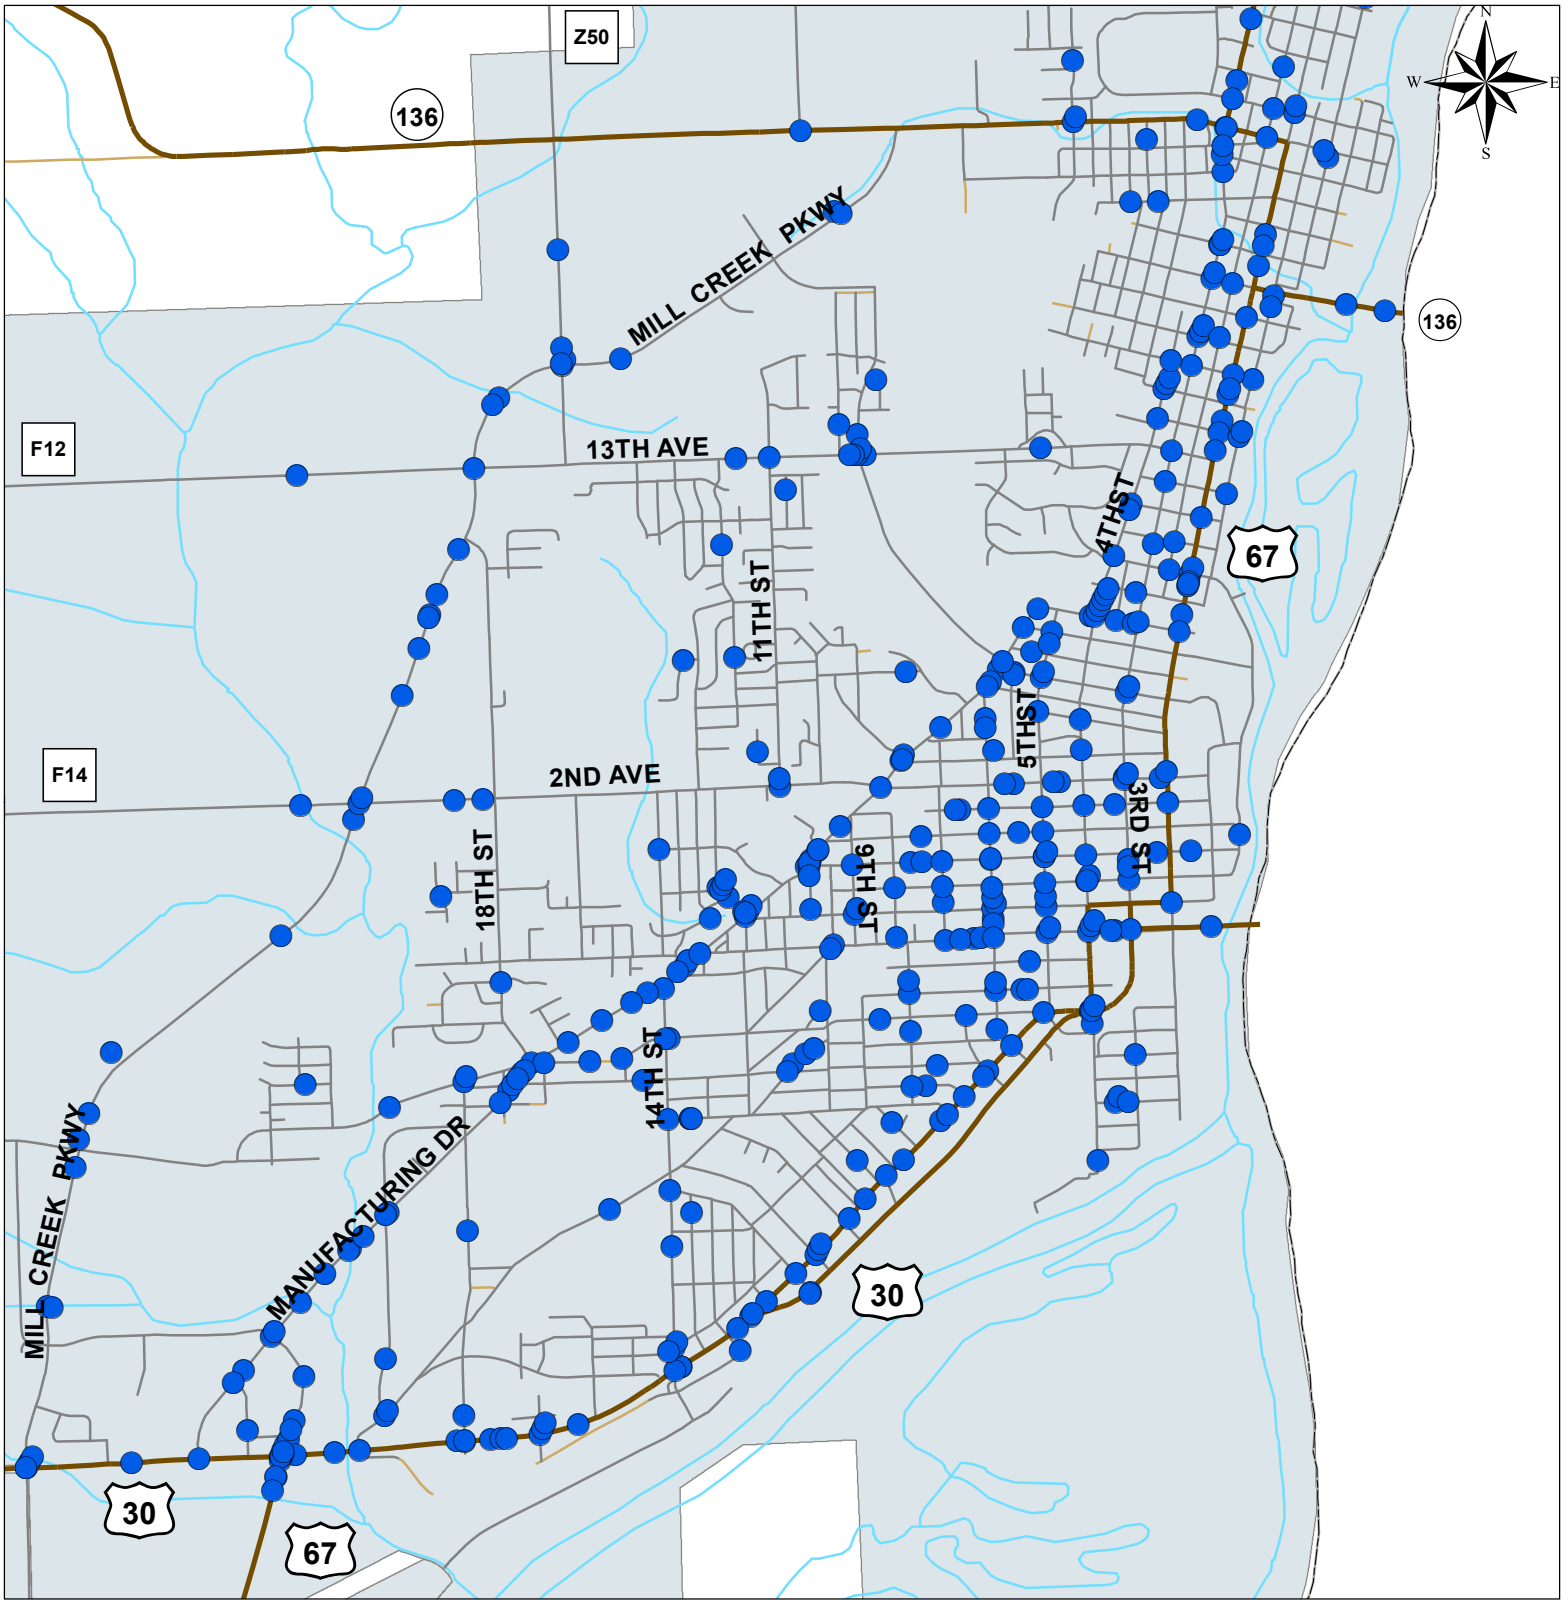 Z50
N
W
E
S
136
MILL CREEK PKWY
136
F12
13TH AVE
4THST
67
11TH ST
5THST
F14
2ND AVE
3RD ST
18TH ST
9TH ST
14TH ST
MILL CREEK PKWY
MANUFACTURING DR
30
30
67